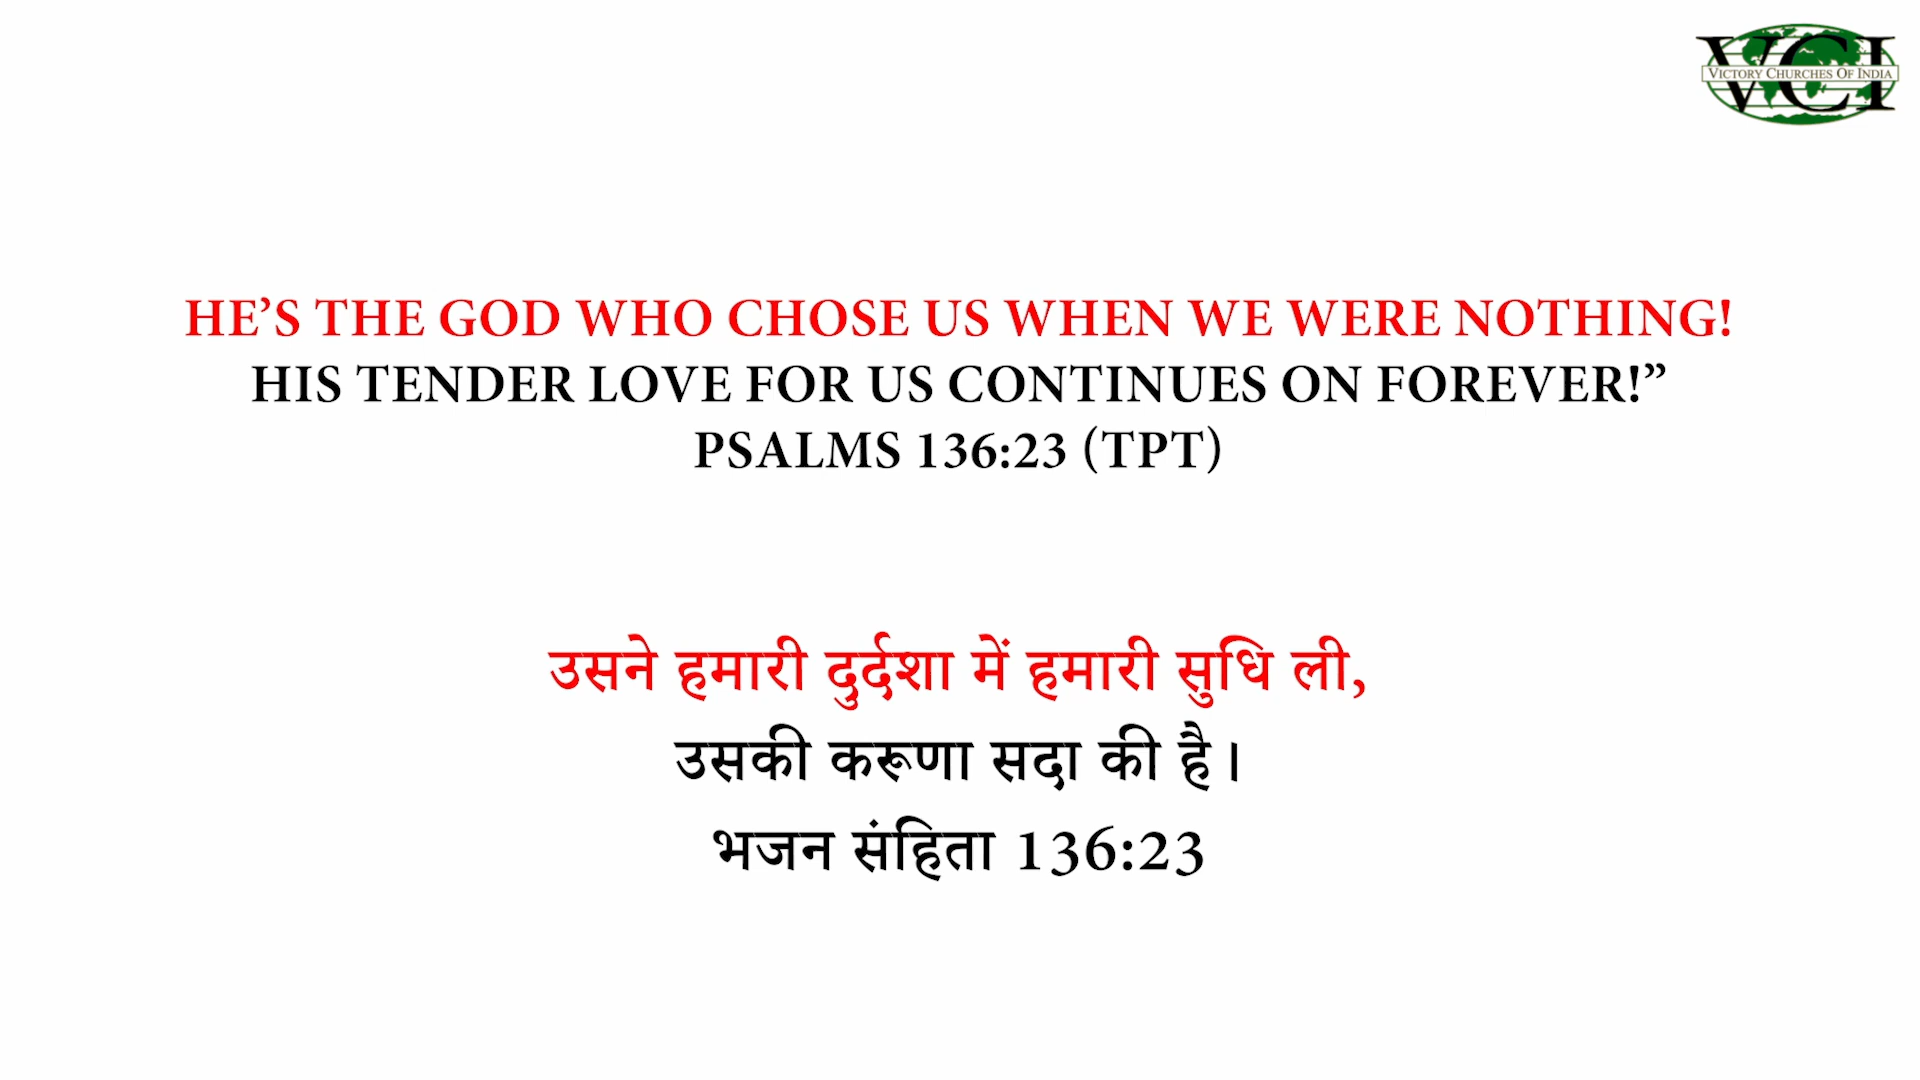 VCI
VICTORY CHURCHES OF INDIA
HE’S THE GOD WHO CHOSE US WHEN WE WERE NOTHING!
HIS TENDER LOVE FOR US CONTINUES ON FOREVER!”
PSALMS 136:23 (TPT)
उसने हमारी दुर्दशा में हमारी सुधि ली,
उसकी करूणा सदा की है।
भजन संहिता 136:23